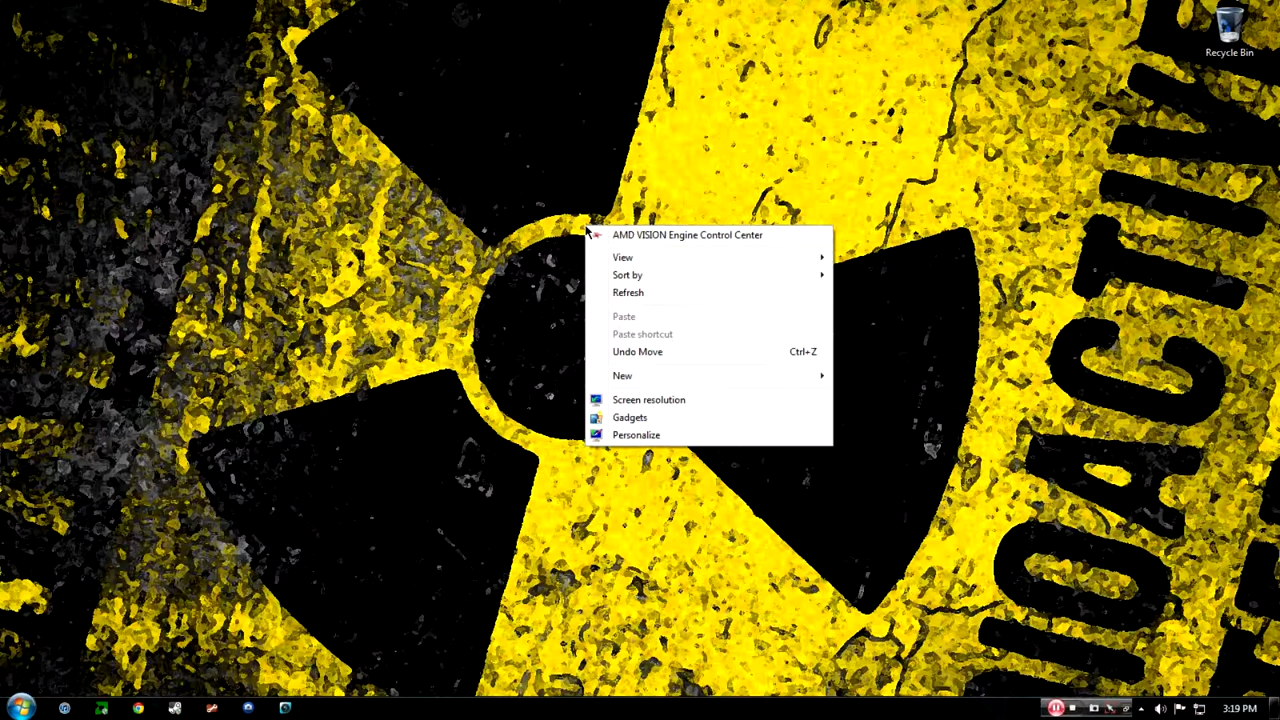 Recycle Bin
AMD VISION Engine Control Center
View
Sort by
Refresh
Paste
Paste shortcut
Undo Move Ctrl+Z
New
Screen resolution
Gadgets
Personalize
IOACTIV
3:19 PM